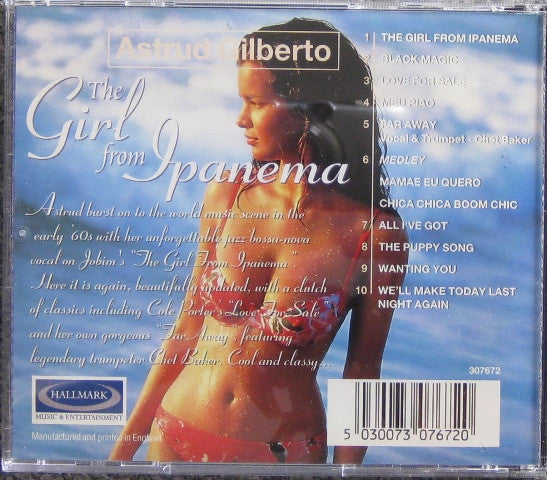 Astrud Gilberto
The
Girl
from
Ipanema
Astrud burst on to the world music scene in the
early '60s with her unforgettable jazz bossa-nova
vocal on Jobim's "The Girl From Ipanema."
Here it is again, beautifully updated, with a clutch
of classics including Cole Porter's "Love For Sale"
and her own gorgeous "Far Away", featuring
legendary trumpeter Chet Baker. Cool and classy...
1 THE GIRL FROM IPANEMA
2 BLACK MAGIC
3 LOVE FOR SALE
4 MEU PIAO
5 FAR AWAY
Vocal & Trumpet - Chet Baker
6 MEDLEY
MAMAE EU QUERO
CHICA CHICA BOOM CHIC
7 ALL I'VE GOT
8 THE PUPPY SONG
9 WANTING YOU
10 WE'LL MAKE TODAY LAST
NIGHT AGAIN
307672
5 030073 076720
HALLMARK
MUSIC & ENTERTAINMENT
Manufactured and printed in England